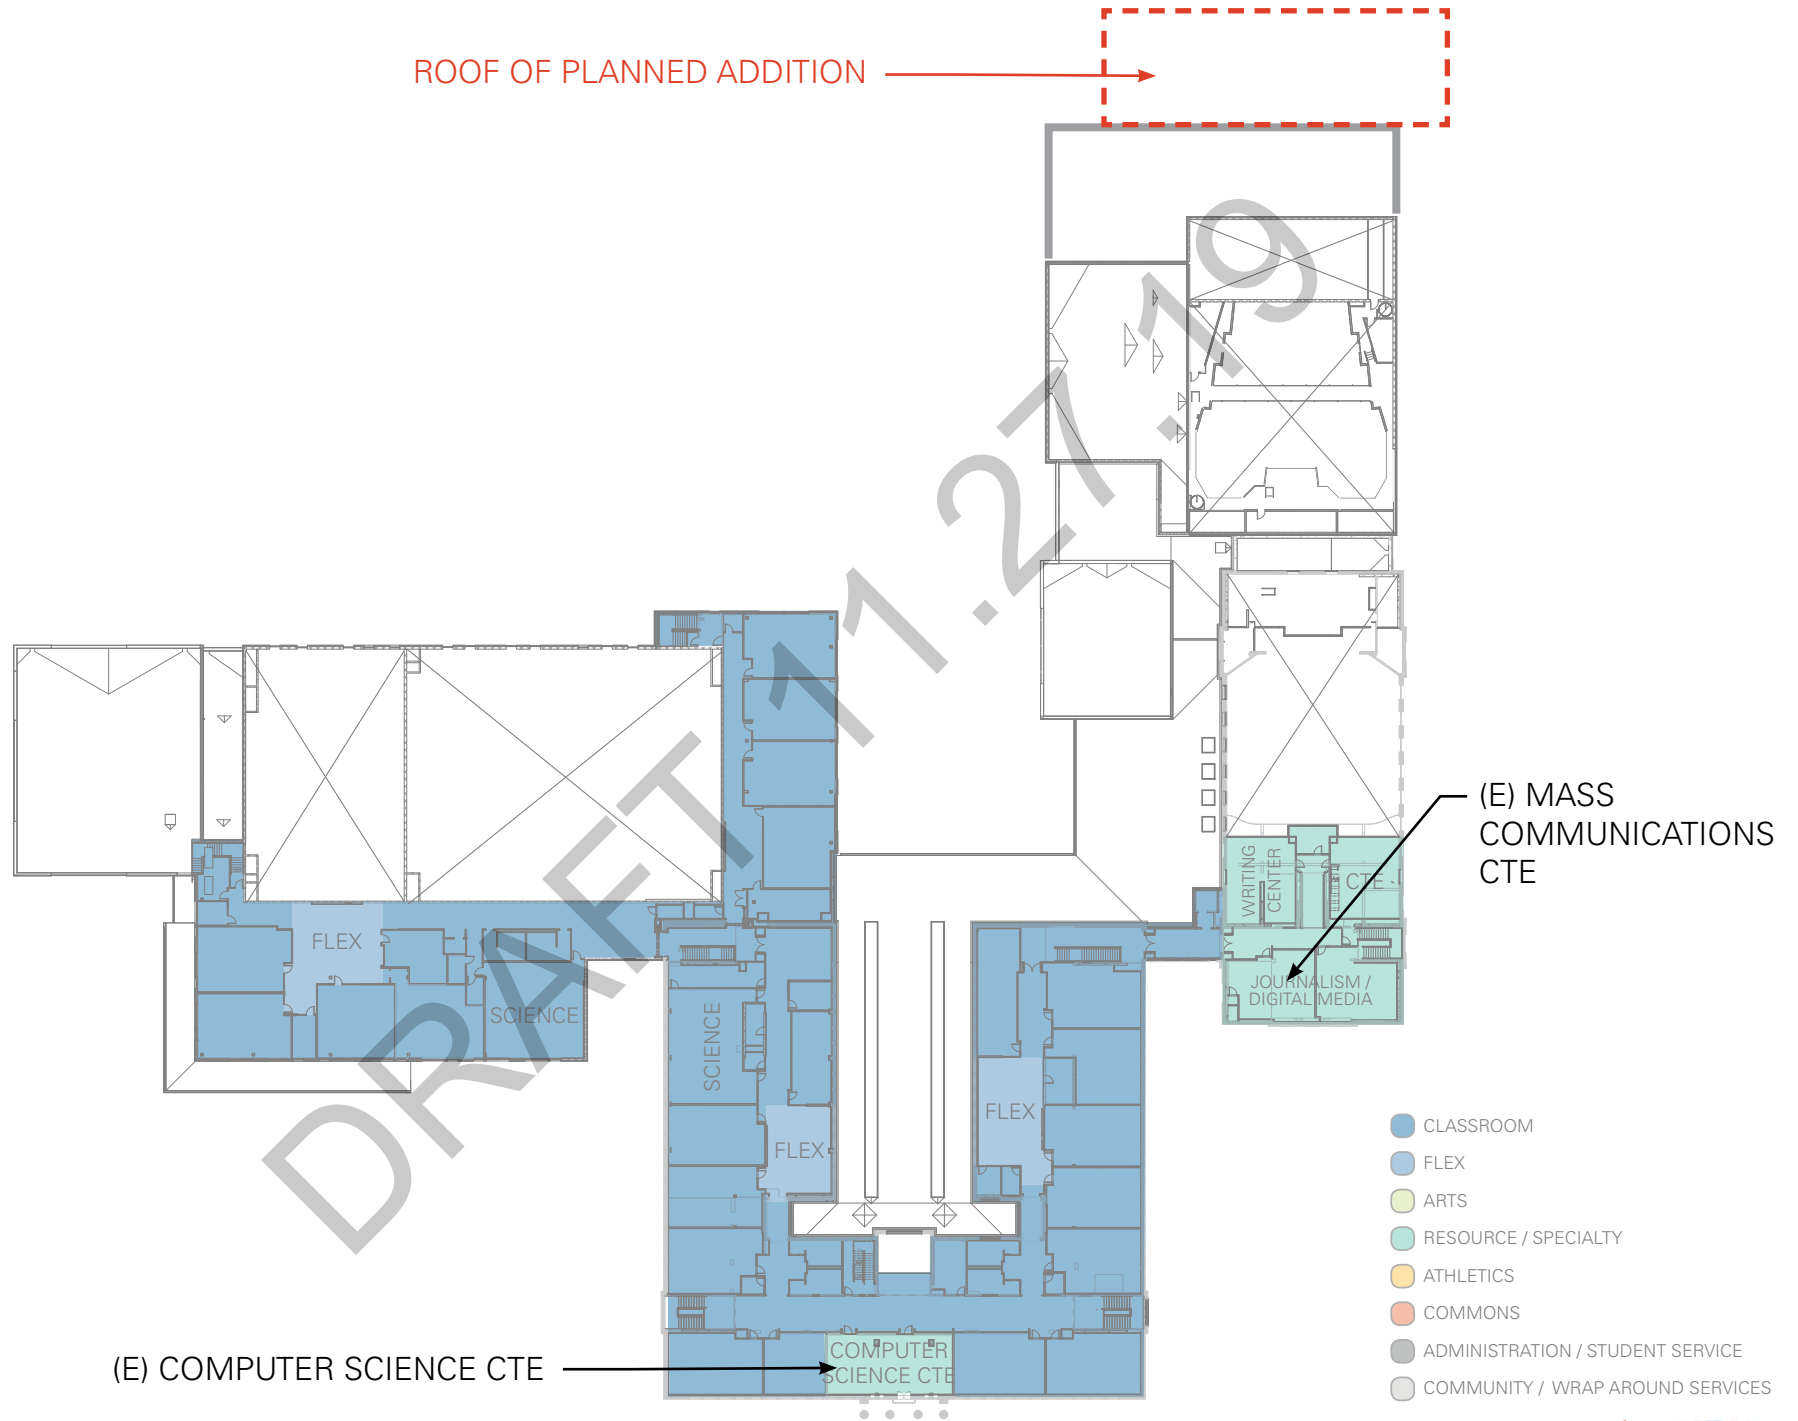 ROOF OF PLANNED ADDITION
DRAFT 11.27.19
(E) MASS
COMMUNICATIONS
CTE
WRITING
CENTER
CTE
JOURNALISM /
DIGITAL MEDIA
FLEX
SCIENCE
SCIENCE
FLEX
FLEX
(E) COMPUTER SCIENCE CTE
COMPUTER
SCIENCE CTE
CLASSROOM
FLEX
ARTS
RESOURCE / SPECIALTY
ATHLETICS
COMMONS
ADMINISTRATION / STUDENT SERVICE
COMMUNITY / WRAP AROUND SERVICES